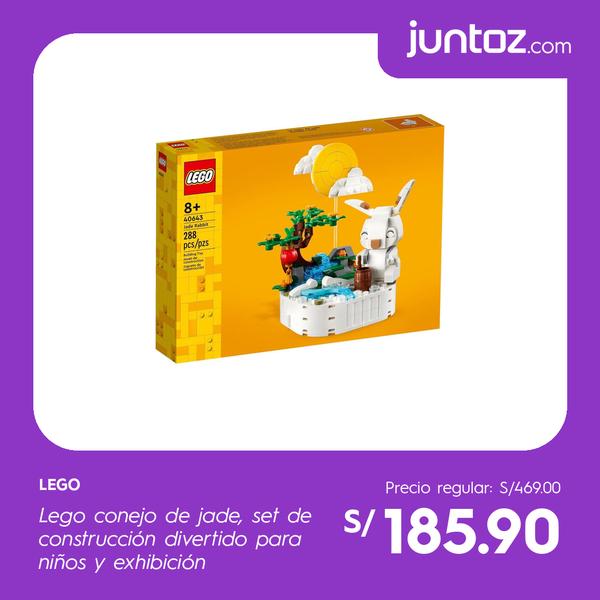 juntoz.com
LEGO
8+
40643
Jade Rabbit
288
pcs/pzs
LEGO
Precio regular: S/469.00
Lego conejo de jade, set de
construcción divertido para
niños y exhibición
S/185.90